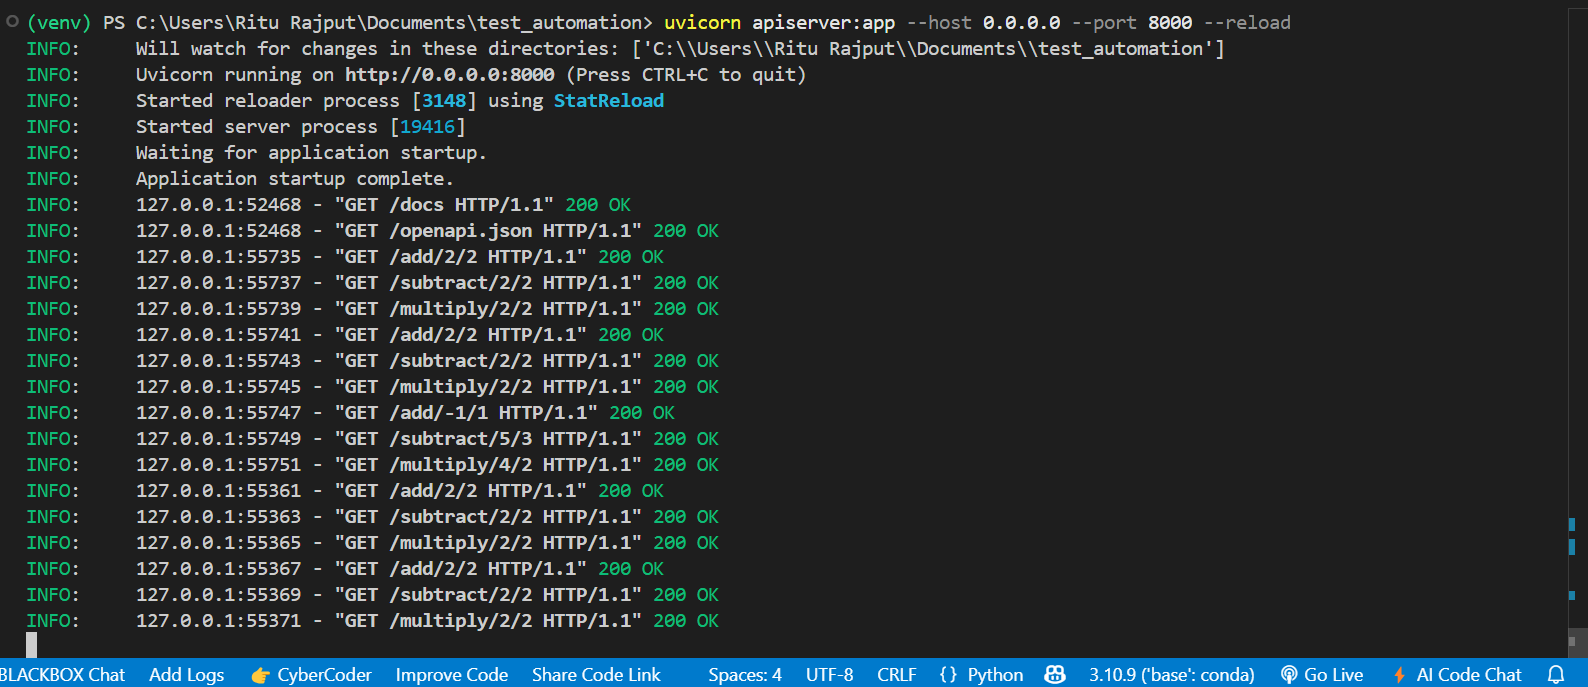 (venv) PS C:\Users\Ritu Rajput\Documents\test_automation> uvicorn apiserver:app --host 0.0.0.0 --port 8000 --reload
INFO:     Will watch for changes in these directories: ['C:\\Users\\Ritu Rajput\\Documents\\test_automation']
INFO:     Uvicorn running on http://0.0.0.0:8000 (Press CTRL+C to quit)
INFO:     Started reloader process [3148] using StatReload
INFO:     Started server process [19416]
INFO:     Waiting for application startup.
INFO:     Application startup complete.
INFO:     127.0.0.1:52468 - "GET /docs HTTP/1.1" 200 OK
INFO:     127.0.0.1:52468 - "GET /openapi.json HTTP/1.1" 200 OK
INFO:     127.0.0.1:55735 - "GET /add/2/2 HTTP/1.1" 200 OK
INFO:     127.0.0.1:55737 - "GET /subtract/2/2 HTTP/1.1" 200 OK
INFO:     127.0.0.1:55739 - "GET /multiply/2/2 HTTP/1.1" 200 OK
INFO:     127.0.0.1:55741 - "GET /add/2/2 HTTP/1.1" 200 OK
INFO:     127.0.0.1:55743 - "GET /subtract/2/2 HTTP/1.1" 200 OK
INFO:     127.0.0.1:55745 - "GET /multiply/2/2 HTTP/1.1" 200 OK
INFO:     127.0.0.1:55747 - "GET /add/-1/1 HTTP/1.1" 200 OK
INFO:     127.0.0.1:55749 - "GET /subtract/5/3 HTTP/1.1" 200 OK
INFO:     127.0.0.1:55751 - "GET /multiply/4/2 HTTP/1.1" 200 OK
INFO:     127.0.0.1:55361 - "GET /add/2/2 HTTP/1.1" 200 OK
INFO:     127.0.0.1:55363 - "GET /subtract/2/2 HTTP/1.1" 200 OK
INFO:     127.0.0.1:55365 - "GET /multiply/2/2 HTTP/1.1" 200 OK
INFO:     127.0.0.1:55367 - "GET /add/2/2 HTTP/1.1" 200 OK
INFO:     127.0.0.1:55369 - "GET /subtract/2/2 HTTP/1.1" 200 OK
INFO:     127.0.0.1:55371 - "GET /multiply/2/2 HTTP/1.1" 200 OK
BLACKBOX Chat Add Logs 👉 CyberCoder Improve Code Share Code Link Spaces: 4 UTF-8 CRLF {} Python 3.10.9 ('base': conda) Go Live AI Code Chat